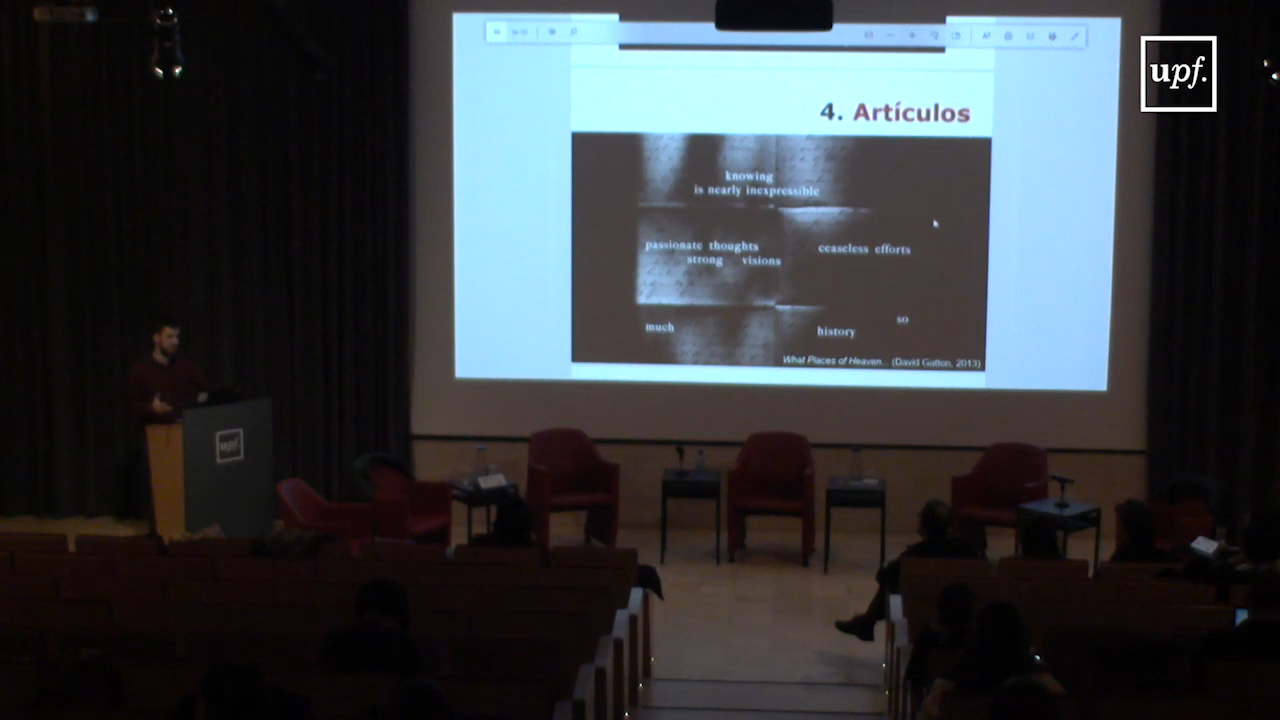 upf.
4. Artículos
knowing
is nearly inexpressible
passionate thoughts ceaseless efforts
strong visions
so
much history
What Places of Heaven... (David Gatten, 2013)
upf.